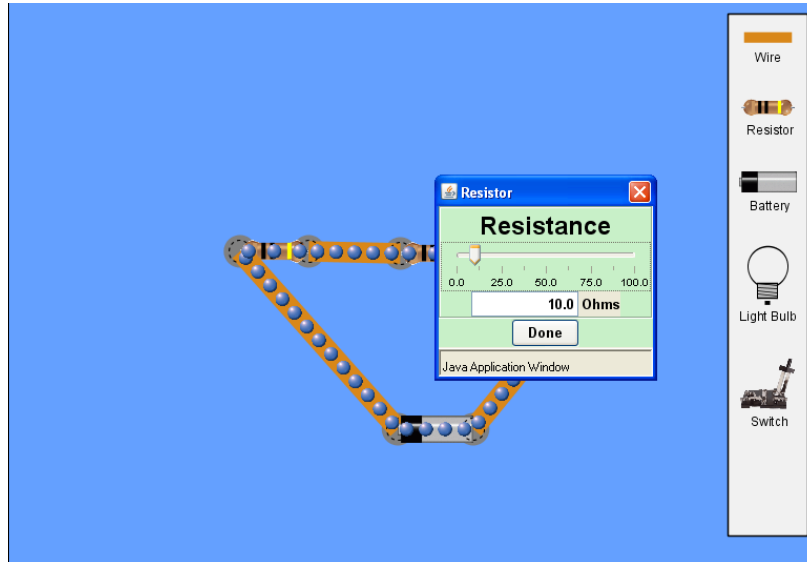 Wire
Resistor
Battery
Light Bulb
Switch
Resistor
Resistance
0.0 25.0 50.0 75.0 100.0
10.0 Ohms
Done
Java Application Window